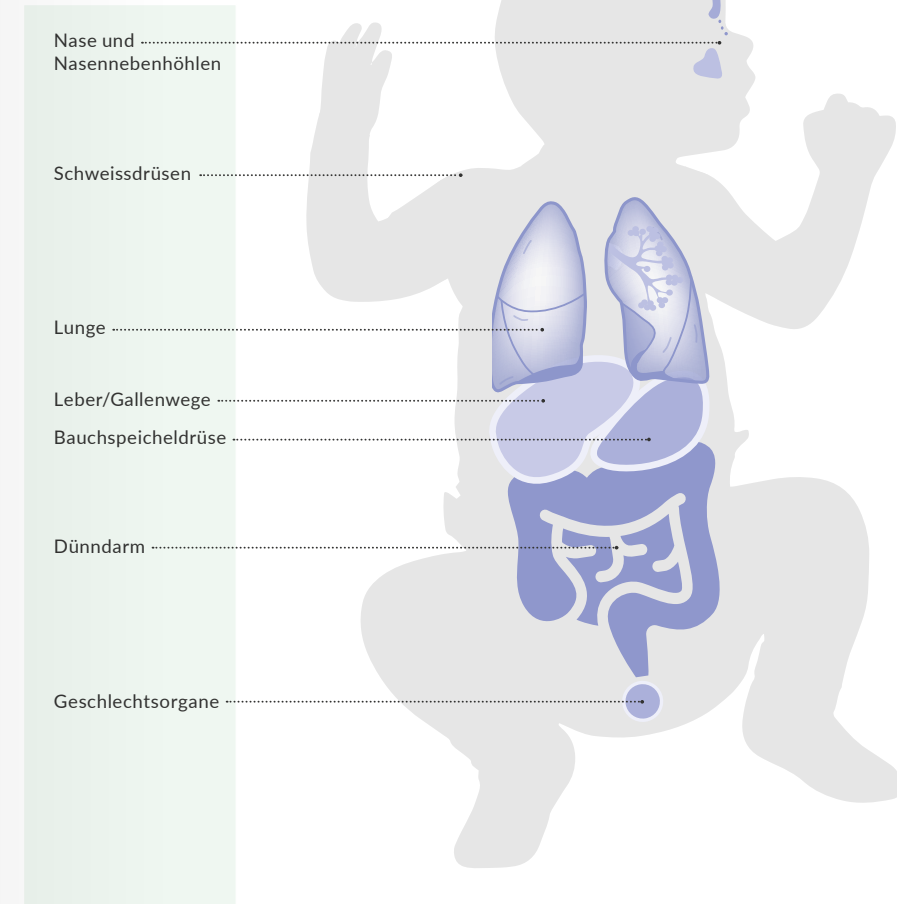 Nase und
Nasennebenhöhlen
Schweissdrüsen
Lunge
Leber/Gallenwege
Bauchspeicheldrüse
Dünndarm
Geschlechtsorgane